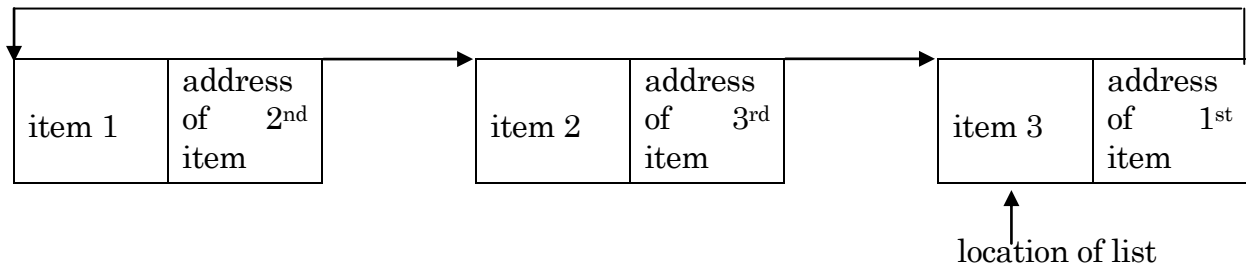 item 1
address
of 2nd
item
item 2
address
of 3rd
item
item 3
address
of 1st
item
location of list